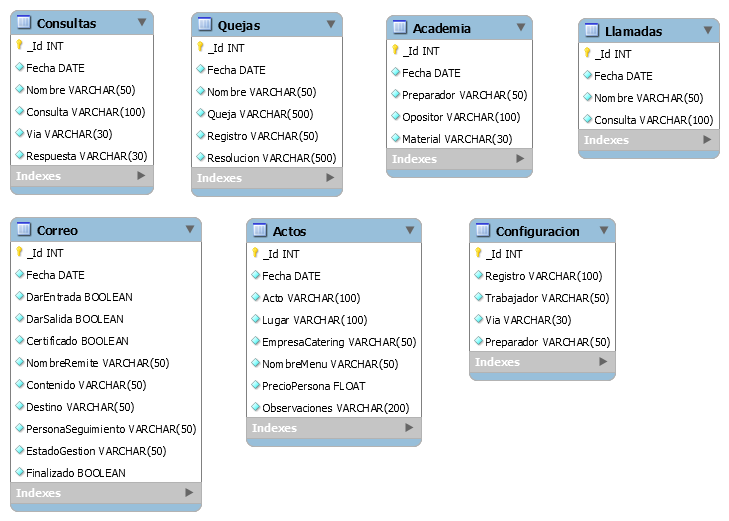 Consultas
_Id INT
Fecha DATE
Nombre VARCHAR(50)
Consulta VARCHAR(100)
Via VARCHAR(30)
Respuesta VARCHAR(30)
Indexes
Quejas
_Id INT
Fecha DATE
Nombre VARCHAR(50)
Queja VARCHAR(500)
Registro VARCHAR(50)
Resolucion VARCHAR(500)
Indexes
Academia
_Id INT
Fecha DATE
Preparador VARCHAR(50)
Opositor VARCHAR(100)
Material VARCHAR(30)
Indexes
Llamadas
_Id INT
Fecha DATE
Nombre VARCHAR(50)
Consulta VARCHAR(100)
Indexes
Correo
_Id INT
Fecha DATE
DarEntrada BOOLEAN
DarSalida BOOLEAN
Certificado BOOLEAN
NombreRemite VARCHAR(50)
Contenido VARCHAR(50)
Destino VARCHAR(50)
PersonaSeguimiento VARCHAR(50)
EstadoGestion VARCHAR(50)
Finalizado BOOLEAN
Indexes
Actos
_Id INT
Fecha DATE
Acto VARCHAR(100)
Lugar VARCHAR(100)
EmpresaCatering VARCHAR(50)
NombreMenu VARCHAR(50)
PrecioPersona FLOAT
Observaciones VARCHAR(200)
Indexes
Configuracion
_Id INT
Registro VARCHAR(100)
Trabajador VARCHAR(50)
Via VARCHAR(30)
Preparador VARCHAR(50)
Indexes